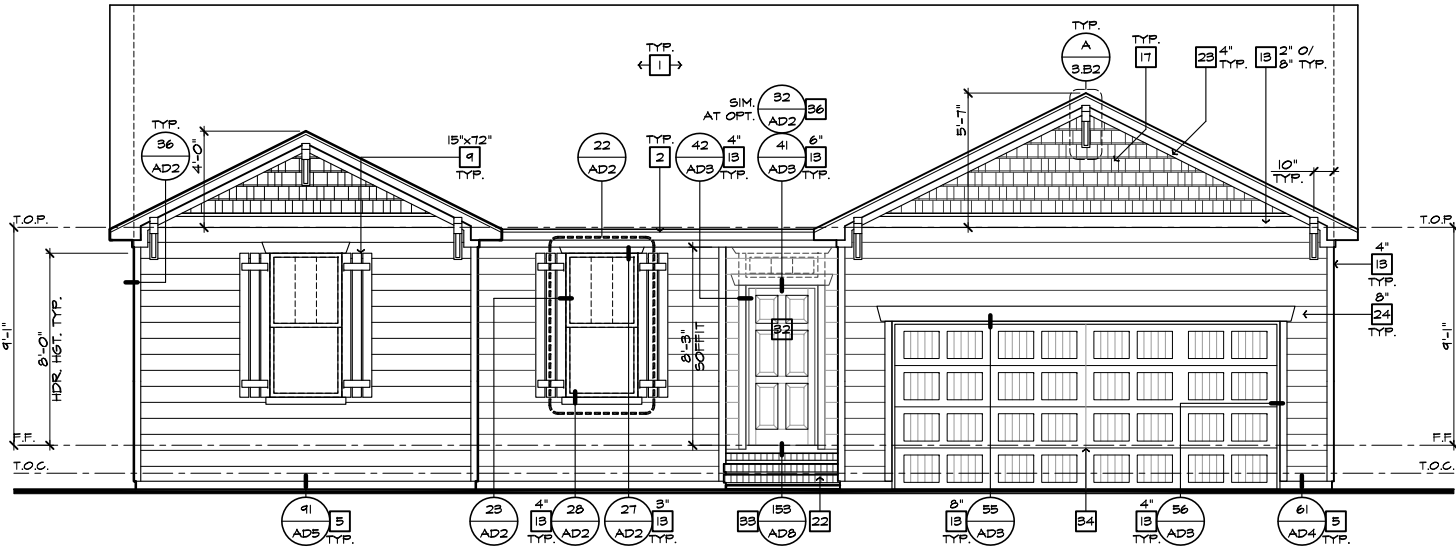 TYP.
1
TYP.
A
3.B2
TYP.
17
23 4"
TYP.
13 2" O/
8" TYP.
SIM.
AT OPT.
32
AD2
36
TYP.
36
AD2
4'-0"
15"x72"
9
TYP.
22
AD2
TYP.
2
42
AD3
4"
13
TYP.
41
AD3
6"
13
TYP.
5'-7"
10"
TYP.
T.O.P.
T.O.P.
4"
13
TYP.
8"
24
TYP.
9'-1"
8'-0"
HDR. HGT. TYP.
8'-3"
SOFFIT
32
9'-1"
F.F.
F.F.
T.O.C.
T.O.C.
91
AD5
5
TYP.
23
AD2
4"
13
TYP.
28
AD2
27
AD2
3"
13
TYP.
33
153
AD8
22
8"
13
TYP.
55
AD3
34
4"
13
TYP.
56
AD3
61
AD4
5
TYP.